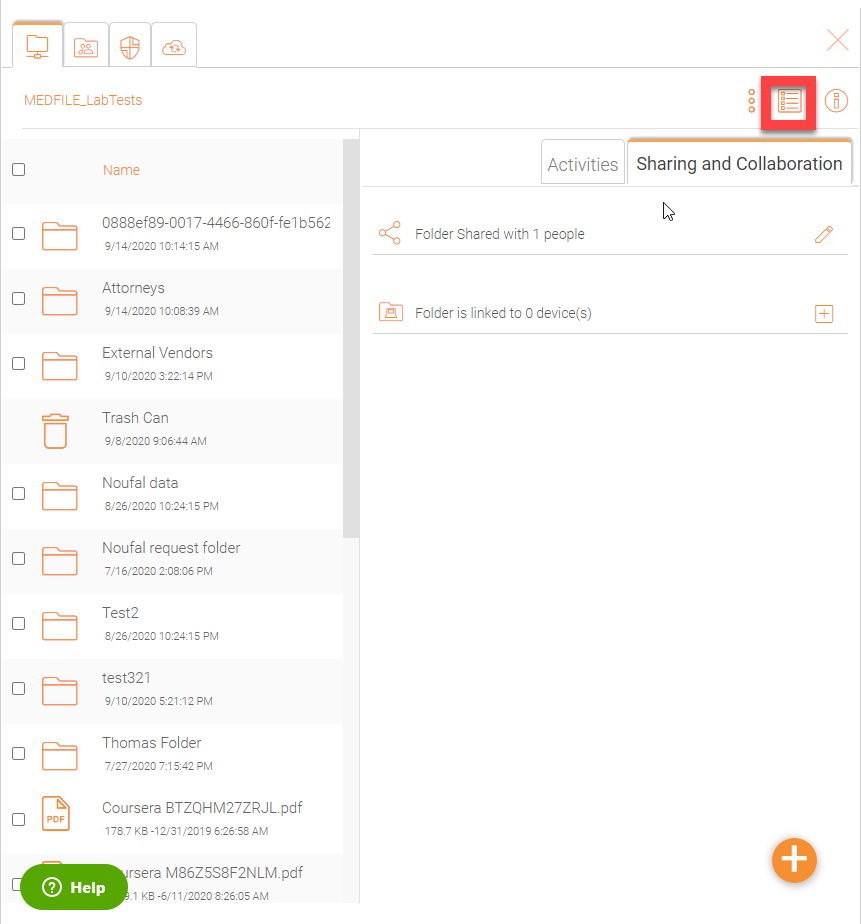 MEDFILE_LabTests
Name
Activities
Sharing and Collaboration
0888ef89-0017-4466-860f-fe1b562
9/14/2020 10:14:15 AM
Folder Shared with 1 people
Attorneys
9/14/2020 10:08:39 AM
Folder is linked to 0 device(s)
External Vendors
9/10/2020 3:22:14 PM
Trash Can
9/8/2020 9:06:44 AM
Noufal data
8/26/2020 10:24:15 PM
Noufal request folder
7/16/2020 2:08:06 PM
Test2
8/26/2020 10:24:15 PM
test321
9/10/2020 5:21:12 PM
Thomas Folder
7/27/2020 7:15:42 PM
PDF
Coursera BTZQHM27ZRJL.pdf
178.7 KB -12/31/2019 6:26:58 AM
M86Z5S8F2NLM.pdf
KB -6/11/2020 8:26:05 AM
Help